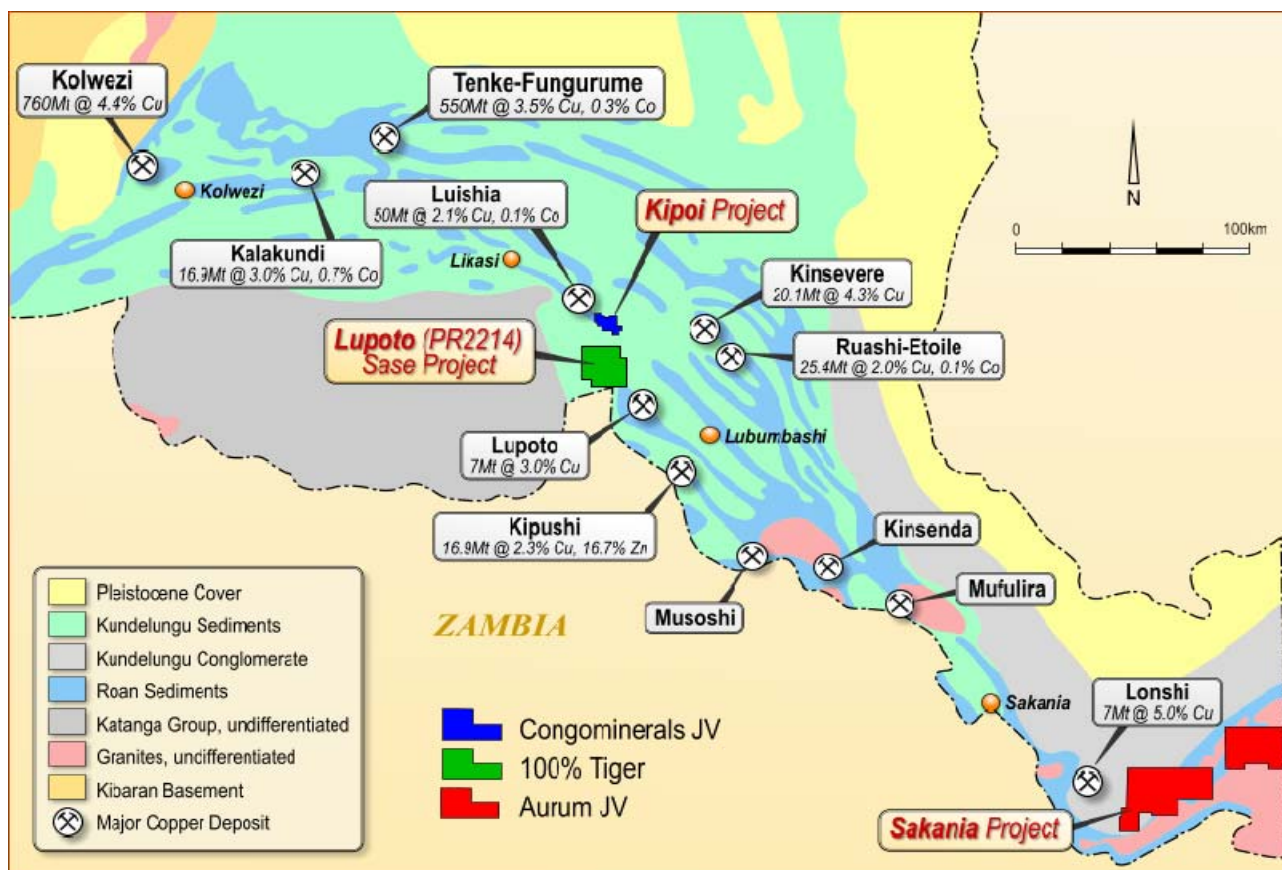 Kolwezi
760Mt @ 4.4% Cu
Tenke-Fungurume
550Mt @ 3.5% Cu, 0.3% Co
Kolwezi
Luishia
50Mt @ 2.1% Cu, 0.1% Co
Kipoi Project
N
0
100km
Kalakundi
16.9Mt @ 3.0% Cu, 0.7% Co
Likasi
Kinsevere
20.1Mt @ 4.3% Cu
Lupoto (PR2214)
Sase Project
Ruashi-Etoile
25.4Mt @ 2.0% Cu, 0.1% Co
Lupoto
7Mt @ 3.0% Cu
Lubumbashi
Kipushi
16.9Mt @ 2.3% Cu, 16.7% Zn
Kinsenda
Musoshi
Mufulira
ZAMBIA
Pleistocene Cover
Kundelungu Sediments
Kundelungu Conglomerate
Roan Sediments
Katanga Group, undifferentiated
Granites, undifferentiated
Kibaran Basement
Major Copper Deposit
Congominerals JV
100% Tiger
Aurum JV
Sakania
Lonshi
7Mt @ 5.0% Cu
Sakania Project